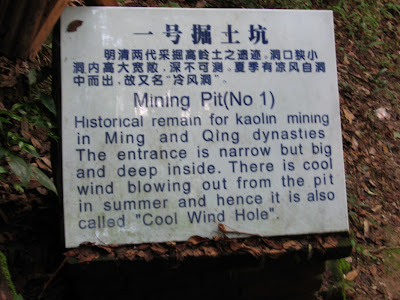 一号掘土坑
明清两代采掘高岭土之遗迹。洞口狭小
洞内高大宽敞，深不可测。夏季有凉风自洞
中而出，故又名"冷风洞"。
Mining Pit(No 1)
Historical remain for kaolin mining
in Ming and Qing dynasties
The entrance is narrow but big
and deep inside. There is cool
wind blowing out from the pit
in summer and hence it is also
called "Cool Wind Hole".